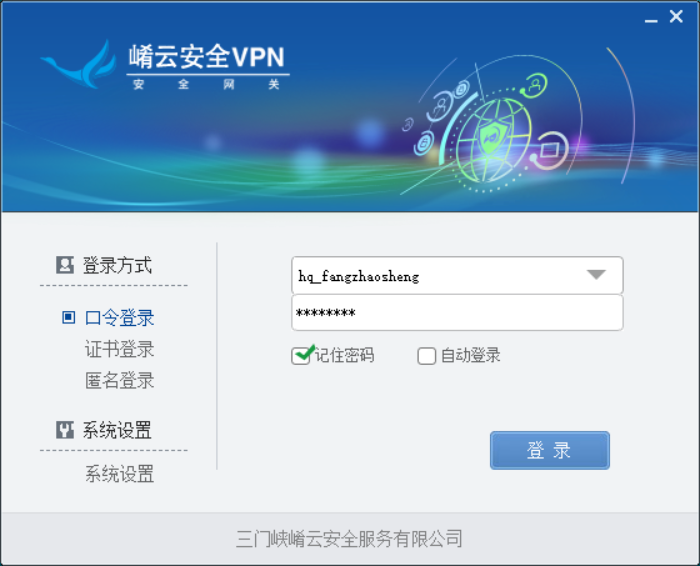 崤云安全VPN
安全网关
登录方式
口令登录
证书登录
匿名登录
系统设置
系统设置
hq_fangzhaosheng
********
记住密码
自动登录
登录
三门峡崤云安全服务有限公司